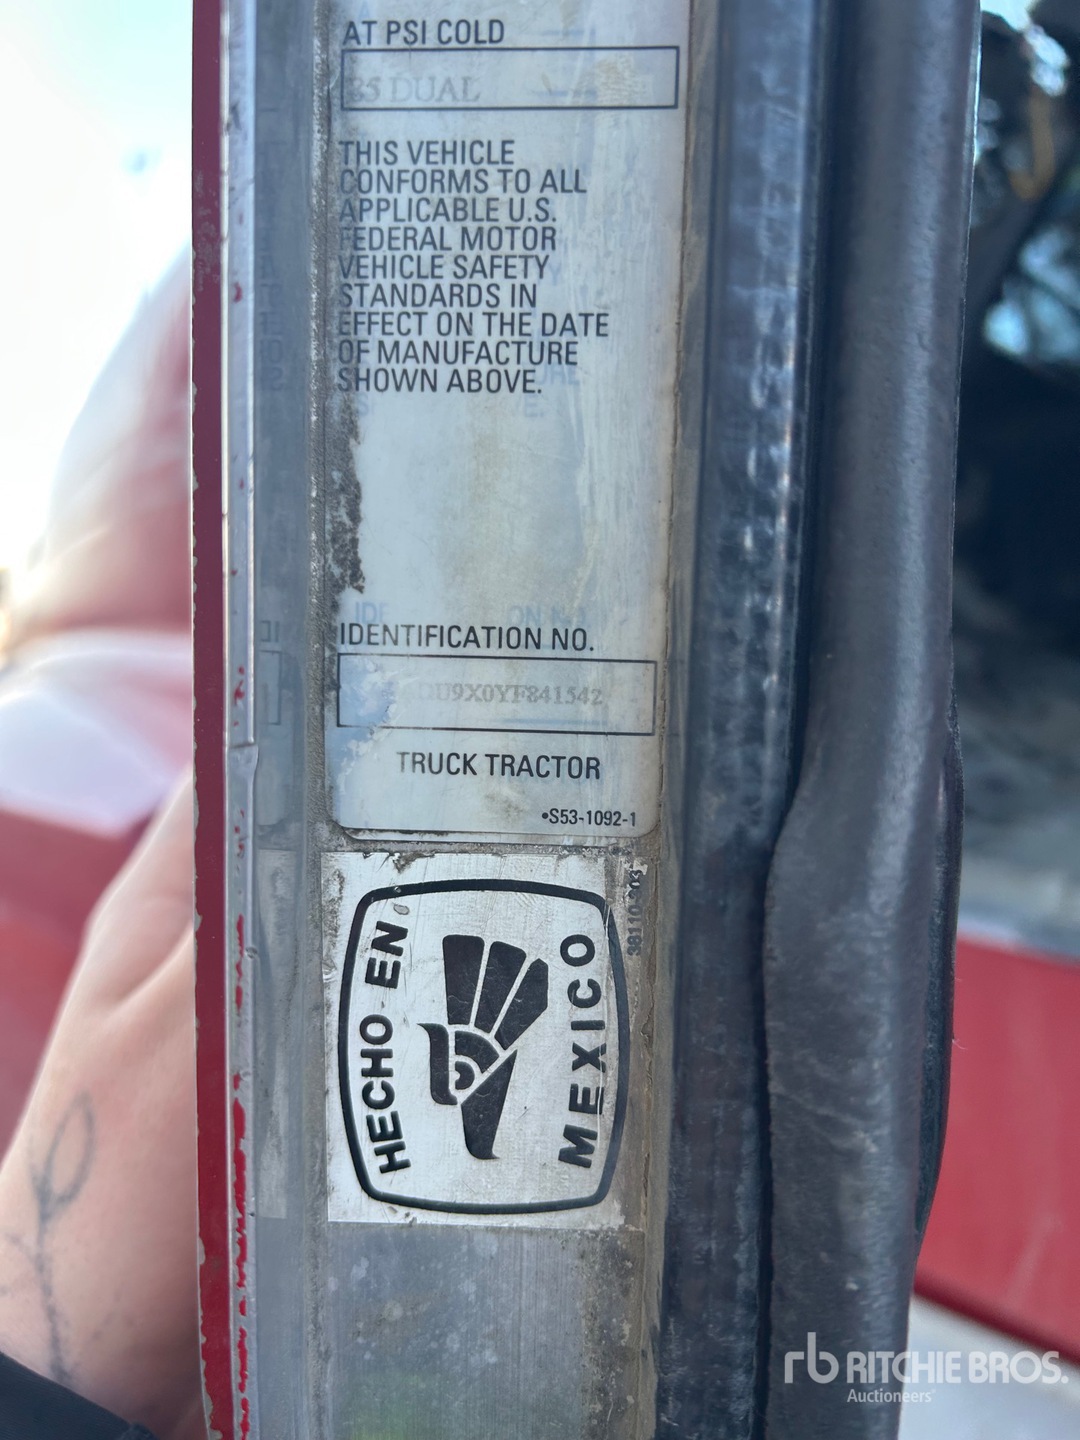 AT PSI COLD
85 DUAL
THIS VEHICLE
CONFORMS TO ALL
APPLICABLE U.S.
FEDERAL MOTOR
VEHICLE SAFETY
STANDARDS IN
EFFECT ON THE DATE
OF MANUFACTURE
SHOWN ABOVE.
IDENTIFICATION NO.
DU9X0YF841542
TRUCK TRACTOR
•S53-1092-1
HECHO EN
MEXICO
rb RITCHIE BROS.
Auctioneers